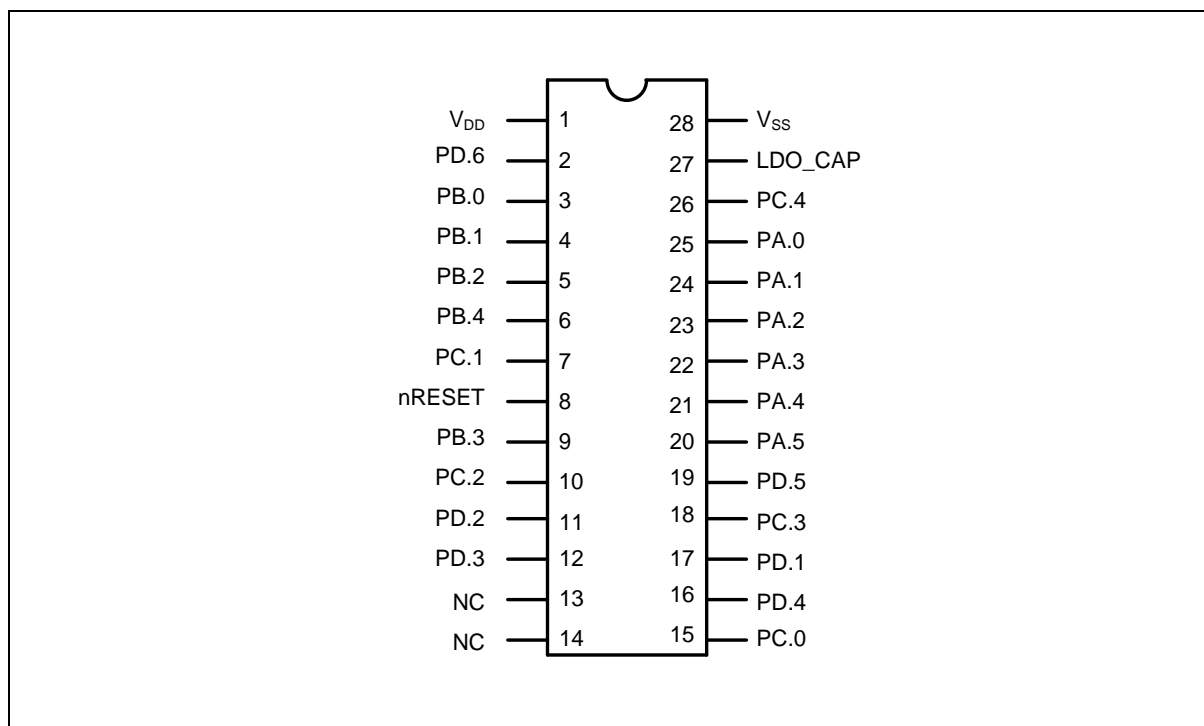 VDD 1 28 VSS
PD.6 2 27 LDO_CAP
PB.0 3 26 PC.4
PB.1 4 25 PA.0
PB.2 5 24 PA.1
PB.4 6 23 PA.2
PC.1 7 22 PA.3
nRESET 8 21 PA.4
PB.3 9 20 PA.5
PC.2 10 19 PD.5
PD.2 11 18 PC.3
PD.3 12 17 PD.1
NC 13 16 PD.4
NC 14 15 PC.0